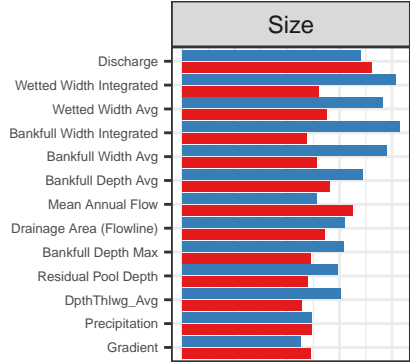 Size
Discharge
Wetted Width Integrated
Wetted Width Avg
Bankfull Width Integrated
Bankfull Width Avg
Bankfull Depth Avg
Mean Annual Flow
Drainage Area (Flowline)
Bankfull Depth Max
Residual Pool Depth
DpthThlwg_Avg
Precipitation
Gradient